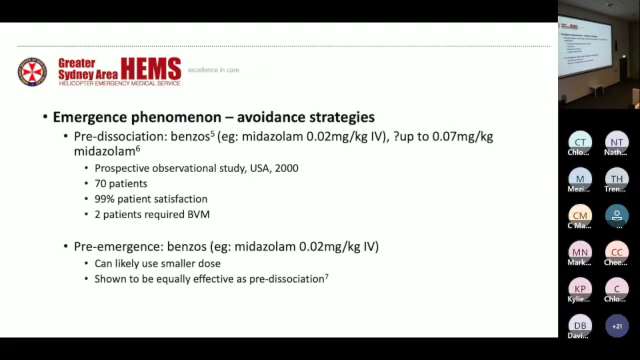 Greater
Sydney Area HEMS
HELICOPTER EMERGENCY MEDICAL SERVICE
excellence in care
• Emergence phenomenon – avoidance strategies
• Pre-dissociation: benzos⁵ (eg: midazolam 0.02mg/kg IV), ?up to 0.07mg/kg
midazolam⁶
• Prospective observational study, USA, 2000
• 70 patients
• 99% patient satisfaction
• 2 patients required BVM
• Pre-emergence: benzos (eg: midazolam 0.02mg/kg IV)
• Can likely use smaller dose
• Shown to be equally effective as pre-dissociation⁷
CT NT
Chlo... Nath...
M TH
Mezi... Tren...
CM
C Ma... ...
MN CC
Mark... Chee...
KP C
Kylie... Chlo...
DB +21
Davi...